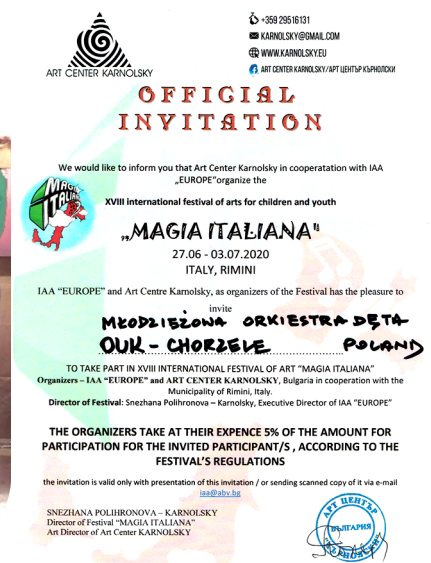 ART CENTER KARNOLSKY
+359 29516131
KARNOLSKY@GMAIL.COM
WWW.KARNOLSKY.EU
ART CENTER KARNOLSKY/АРТ ЦЕНТЪР КЪРНОЛСКИ
OFFICIAL
INVITATION
We would like to inform you that Art Center Karnolsky in cooperatation with IAA
„EUROPE"organize the
MAGIA
ITALIANA
XVIII international festival of arts for children and youth
„MAGIA ITALIANA"
27.06 - 03.07.2020
ITALY, RIMINI
IAA "EUROPE" and Art Centre Karnolsky, as organizers of the Festival has the pleasure to
invite
MŁODZIEŻOWA ORKIESTRA DĘTA
OUK - CHORZELE POLAND
TO TAKE PART IN XVIII INTERNATIONAL FESTIVAL OF ART "MAGIA ITALIANA"
Organizers – IAA "EUROPE" and ART CENTER KARNOLSKY, Bulgaria in cooperation with the
Municipality of Rimini, Italy.
Director of Festival: Snezhana Polihronova – Karnolsky, Executive Director of IAA "EUROPE"
THE ORGANIZERS TAKE AT THEIR EXPENCE 5% OF THE AMOUNT FOR
PARTICIPATION FOR THE INVITED PARTICIPANT/S , ACCORDING TO THE
FESTIVAL'S REGULATIONS
the invitation is valid only with presentation of this invitation / or sending scanned copy of it via e-mail
iaa@abv.bg
SNEZHANA POLIHRONOVA – KARNOLSKY
Director of Festival "MAGIA ITALIANA"
Art Director of Art Center KARNOLSKY
АРТ ЦЕНТЪР
БЪЛГАРИЯ
КЪРНОЛСКИ